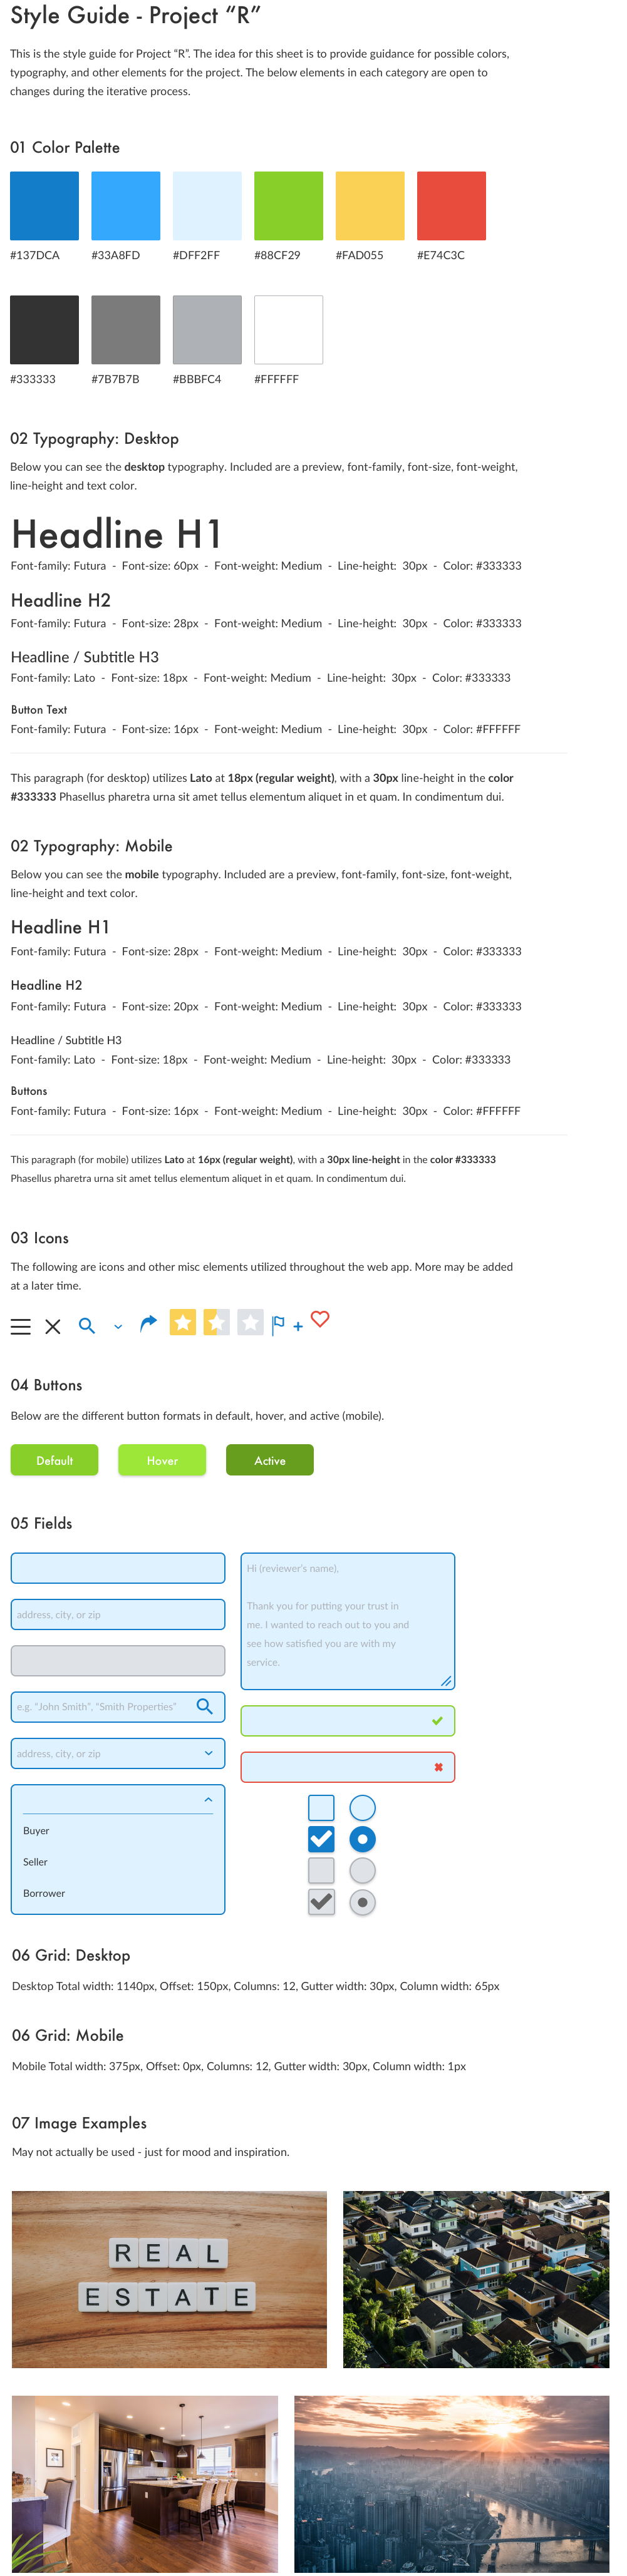 Style Guide - Project “R”
This is the style guide for Project “R”. The idea for this sheet is to provide guidance for possible colors,
typography, and other elements for the project. The below elements in each category are open to
changes during the iterative process.
01 Color Palette
#137DCA #33A8FD #DFF2FF #88CF29 #FAD055 #E74C3C
#333333 #7B7B7B #BBBFC4 #FFFFFF
02 Typography: Desktop
Below you can see the desktop typography. Included are a preview, font-family, font-size, font-weight,
line-height and text color.
Headline H1
Font-family: Futura - Font-size: 60px - Font-weight: Medium - Line-height: 30px - Color: #333333
Headline H2
Font-family: Futura - Font-size: 28px - Font-weight: Medium - Line-height: 30px - Color: #333333
Headline / Subtitle H3
Font-family: Lato - Font-size: 18px - Font-weight: Medium - Line-height: 30px - Color: #333333
Button Text
Font-family: Futura - Font-size: 16px - Font-weight: Medium - Line-height: 30px - Color: #FFFFFF
This paragraph (for desktop) utilizes Lato at 18px (regular weight), with a 30px line-height in the color
#333333 Phasellus pharetra urna sit amet tellus elementum aliquet in et quam. In condimentum dui.
02 Typography: Mobile
Below you can see the mobile typography. Included are a preview, font-family, font-size, font-weight,
line-height and text color.
Headline H1
Font-family: Futura - Font-size: 28px - Font-weight: Medium - Line-height: 30px - Color: #333333
Headline H2
Font-family: Futura - Font-size: 20px - Font-weight: Medium - Line-height: 30px - Color: #333333
Headline / Subtitle H3
Font-family: Lato - Font-size: 18px - Font-weight: Medium - Line-height: 30px - Color: #333333
Buttons
Font-family: Futura - Font-size: 16px - Font-weight: Medium - Line-height: 30px - Color: #FFFFFF
This paragraph (for mobile) utilizes Lato at 16px (regular weight), with a 30px line-height in the color #333333
Phasellus pharetra urna sit amet tellus elementum aliquet in et quam. In condimentum dui.
03 Icons
The following are icons and other misc elements utilized throughout the web app. More may be added
at a later time.
04 Buttons
Below are the different button formats in default, hover, and active (mobile).
Default Hover Active
05 Fields
address, city, or zip
e.g. “John Smith”, “Smith Properties”
address, city, or zip
Buyer
Seller
Borrower
Hi (reviewer’s name),
Thank you for putting your trust in
me. I wanted to reach out to you and
see how satisfied you are with my
service.
06 Grid: Desktop
Desktop Total width: 1140px, Offset: 150px, Columns: 12, Gutter width: 30px, Column width: 65px
06 Grid: Mobile
Mobile Total width: 375px, Offset: 0px, Columns: 12, Gutter width: 30px, Column width: 1px
07 Image Examples
May not actually be used - just for mood and inspiration.
REAL
ESTATE